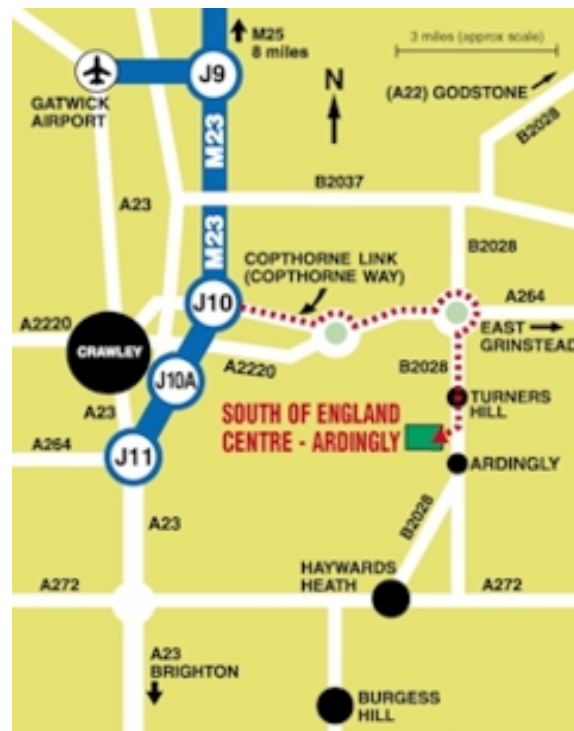 M25
8 miles
3 miles (approx scale)
J9
GATWICK
AIRPORT
N
(A22) GODSTONE
B2028
M23
A23
B2037
M23
B2028
COPTHORNE LINK
(COPTHORNE WAY)
J10
A264
A2220
EAST
GRINSTEAD
CRAWLEY
A2220
B2028
J10A
TURNERS
HILL
A23
SOUTH OF ENGLAND
CENTRE - ARDINGLY
A264
J11
ARDINGLY
A23
B2028
HAYWARDS
HEATH
A272
A272
A23
BRIGHTON
BURGESS
HILL